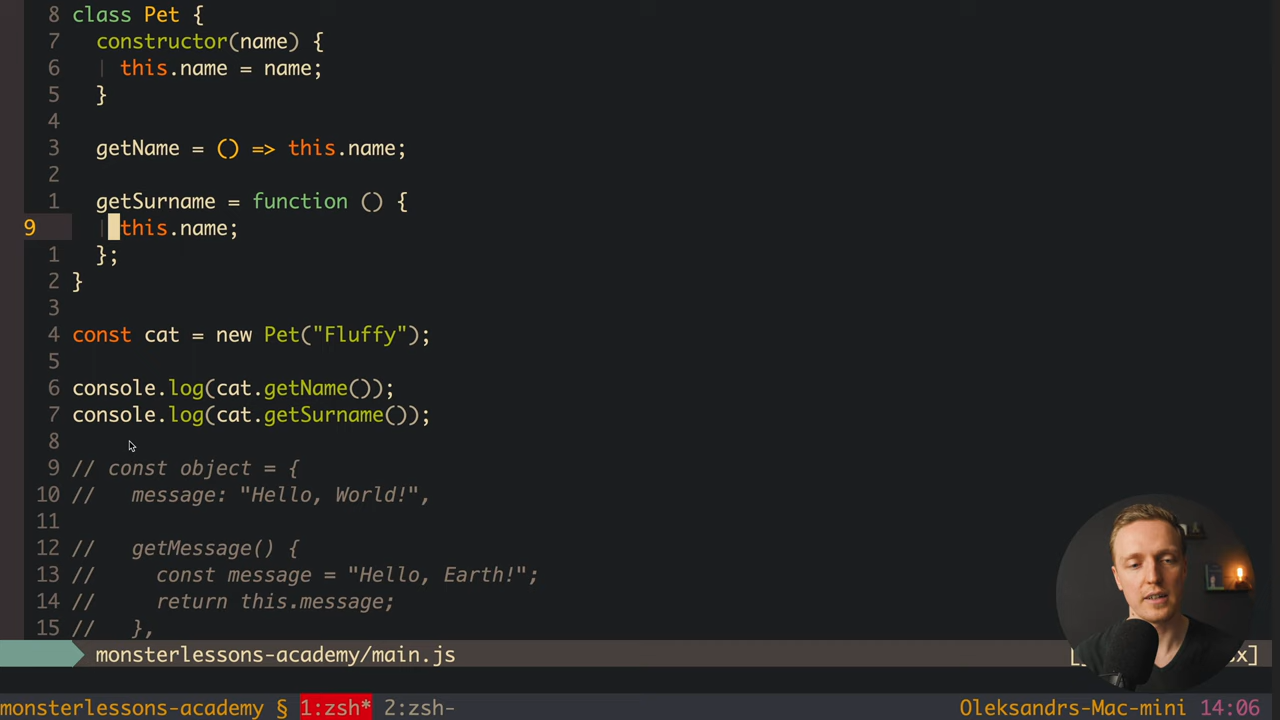 8 class Pet {
7 constructor(name) {
6 this.name = name;
5 }
4
3 getName = () => this.name;
2
1 getSurname = function () {
9 this.name;
1 };
2 }
3
4 const cat = new Pet("Fluffy");
5
6 console.log(cat.getName());
7 console.log(cat.getSurname());
8
9 // const object = {
10 // message: "Hello, World!",
11
12 // getMessage() {
13 // const message = "Hello, Earth!";
14 // return this.message;
15 // },
monsterlessons-academy/main.js [ x]
monsterlessons-academy § 1:zsh* 2:zsh- Oleksandrs-Mac-mini 14:06